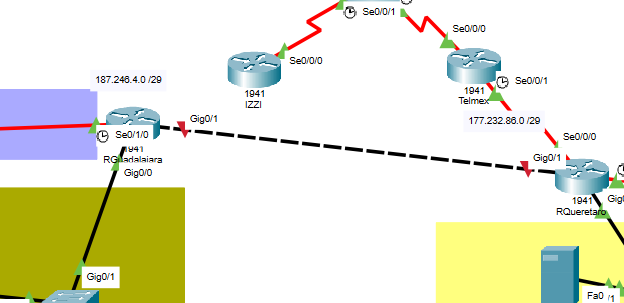 Se0/0/1
Se0/0/0
Se0/0/0
1941
IZZI
1941
Telmex
Se0/0/1
187.246.4.0 /29
177.232.86.0 /29
Gig0/1
Se0/1/0
1941
RGuadalajara
Gig0/0
Se0/0/0
Gig0/1
1941
RQueretaro
Gig0/1
Fa0
/1